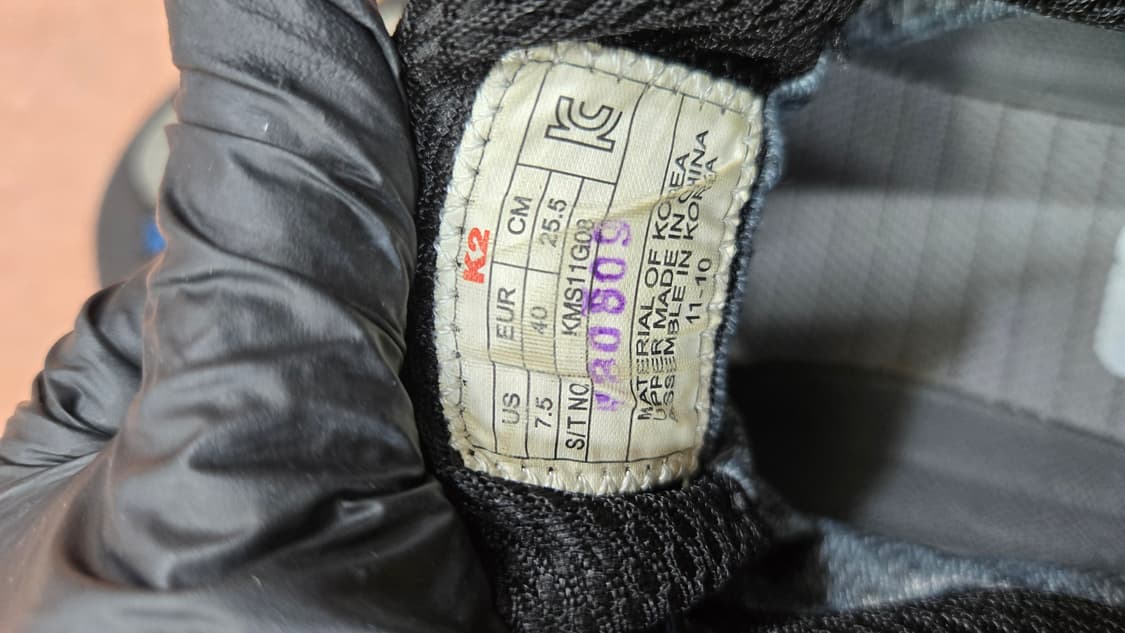 K2
US EUR CM
7.5 40 25.5
S/T NO KMS11G08
MATERIAL OF KOREA
UPPER MADE IN CHINA
ASSEMBLE IN KOREA
11-10